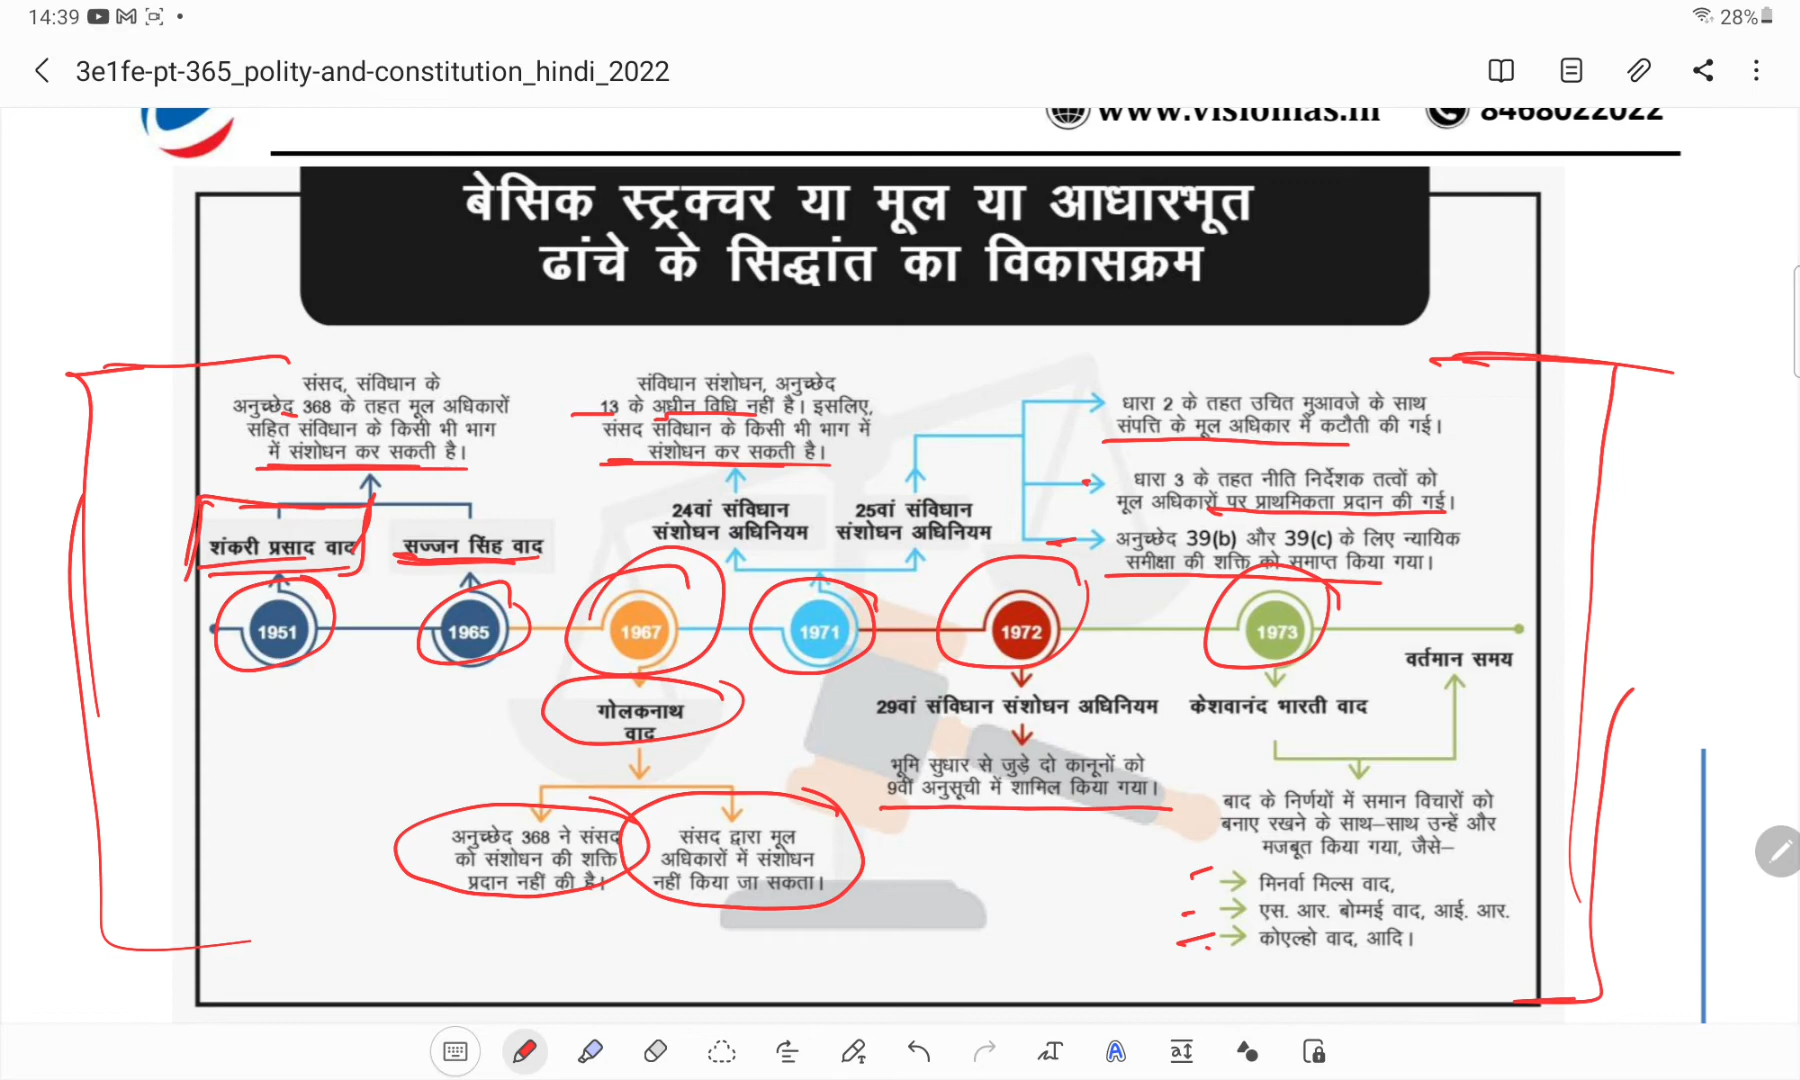 14:39
28%
3e1fe-pt-365_polity-and-constitution_hindi_2022
www.visionias.in
8468022022
बेसिक स्ट्रक्चर या मूल या आधारभूत
ढांचे के सिद्धांत का विकासक्रम
संसद, संविधान के
अनुच्छेद 368 के तहत मूल अधिकारों
सहित संविधान के किसी भी भाग
में संशोधन कर सकती है।
शंकरी प्रसाद वाद
सज्जन सिंह वाद
संविधान संशोधन, अनुच्छेद
13 के अधीन विधि नहीं है। इसलिए,
संसद संविधान के किसी भी भाग में
संशोधन कर सकती है।
24वां संविधान
संशोधन अधिनियम
25वां संविधान
संशोधन अधिनियम
धारा 2 के तहत उचित मुआवजे के साथ
संपत्ति के मूल अधिकार में कटौती की गई।
धारा 3 के तहत नीति निर्देशक तत्वों को
मूल अधिकारों पर प्राथमिकता प्रदान की गई।
अनुच्छेद 39(b) और 39(c) के लिए न्यायिक
समीक्षा की शक्ति को समाप्त किया गया।
1951
1965
1967
1971
1972
1973
वर्तमान समय
गोलकनाथ
वाद
अनुच्छेद 368 ने संसद
को संशोधन की शक्ति
प्रदान नहीं की है।
संसद द्वारा मूल
अधिकारों में संशोधन
नहीं किया जा सकता।
29वां संविधान संशोधन अधिनियम
भूमि सुधार से जुड़े दो कानूनों को
9वीं अनुसूची में शामिल किया गया।
केशवानंद भारती वाद
बाद के निर्णयों में समान विचारों को
बनाए रखने के साथ-साथ उन्हें और
मजबूत किया गया, जैसे-
मिनर्वा मिल्स वाद,
एस. आर. बोम्मई वाद, आई. आर.
कोएल्हो वाद, आदि।